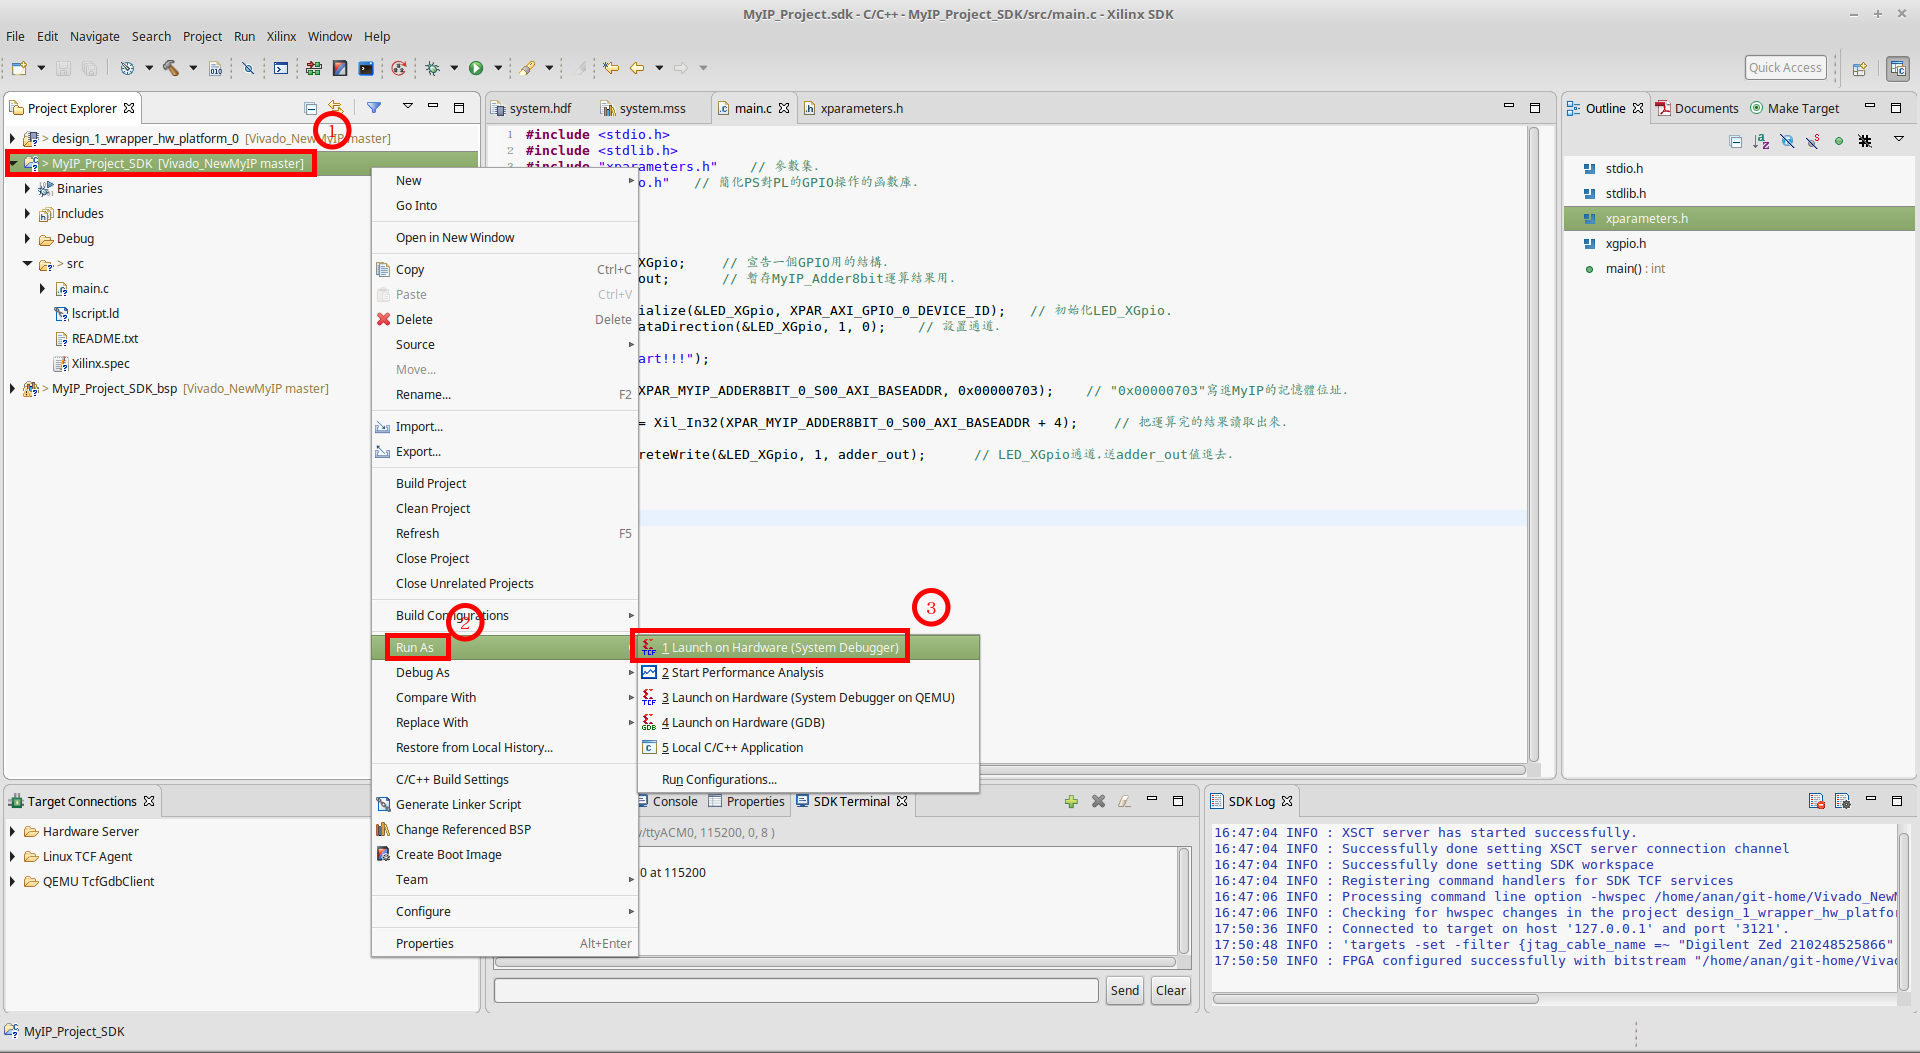 MyIP_Project.sdk - C/C++ - MyIP_Project_SDK/src/main.c - Xilinx SDK
File Edit Navigate Search Project Run Xilinx Window Help
Quick Access
Project Explorer
> design_1_wrapper_hw_platform_0 [Vivado_NewMyIP master]
1
> MyIP_Project_SDK [Vivado_NewMyIP master]
Binaries
Includes
Debug
> src
main.c
lscript.ld
README.txt
Xilinx.spec
> MyIP_Project_SDK_bsp [Vivado_NewMyIP master]
New
Go Into
Open in New Window
Copy Ctrl+C
Paste Ctrl+V
Delete Delete
Source
Move...
Rename... F2
Import...
Export...
Build Project
Clean Project
Refresh F5
Close Project
Close Unrelated Projects
Build Configurations
2
Run As
Debug As
Compare With
Replace With
Restore from Local History...
C/C++ Build Settings
Generate Linker Script
Change Referenced BSP
Create Boot Image
Team
Configure
Properties Alt+Enter
3
1 Launch on Hardware (System Debugger)
2 Start Performance Analysis
3 Launch on Hardware (System Debugger on QEMU)
4 Launch on Hardware (GDB)
5 Local C/C++ Application
Run Configurations...
system.hdf system.mss main.c xparameters.h
1 #include <stdio.h>
2 #include <stdlib.h>
#include "xparameters.h" // 參數集.
o.h" // 簡化PS對PL的GPIO操作的函數庫.
XGpio; // 宣告一個GPIO用的結構.
out; // 暫存MyIP_Adder8bit運算結果用.
ialize(&LED_XGpio, XPAR_AXI_GPIO_0_DEVICE_ID); // 初始化LED_XGpio.
ataDirection(&LED_XGpio, 1, 0); // 設置通道.
art!!!");
XPAR_MYIP_ADDER8BIT_0_S00_AXI_BASEADDR, 0x00000703); // "0x00000703"寫進MyIP的記憶體位址.
= Xil_In32(XPAR_MYIP_ADDER8BIT_0_S00_AXI_BASEADDR + 4); // 把運算完的結果讀取出來.
reteWrite(&LED_XGpio, 1, adder_out); // LED_XGpio通道.送adder_out值進去.
Outline Documents Make Target
stdio.h
stdlib.h
xparameters.h
xgpio.h
main() : int
Target Connections
Hardware Server
Linux TCF Agent
QEMU TcfGdbClient
Console Properties SDK Terminal
/ttyACM0, 115200, 0, 8 )
0 at 115200
Send Clear
SDK Log
16:47:04 INFO : XSCT server has started successfully.
16:47:04 INFO : Successfully done setting XSCT server connection channel
16:47:04 INFO : Successfully done setting SDK workspace
16:47:04 INFO : Registering command handlers for SDK TCF services
16:47:06 INFO : Processing command line option -hwspec /home/anan/git-home/Vivado_New
16:47:06 INFO : Checking for hwspec changes in the project design_1_wrapper_hw_platfor
17:50:36 INFO : Connected to target on host '127.0.0.1' and port '3121'.
17:50:48 INFO : 'targets -set -filter {jtag_cable_name =~ "Digilent Zed 210248525866"
17:50:50 INFO : FPGA configured successfully with bitstream "/home/anan/git-home/Viva
MyIP_Project_SDK